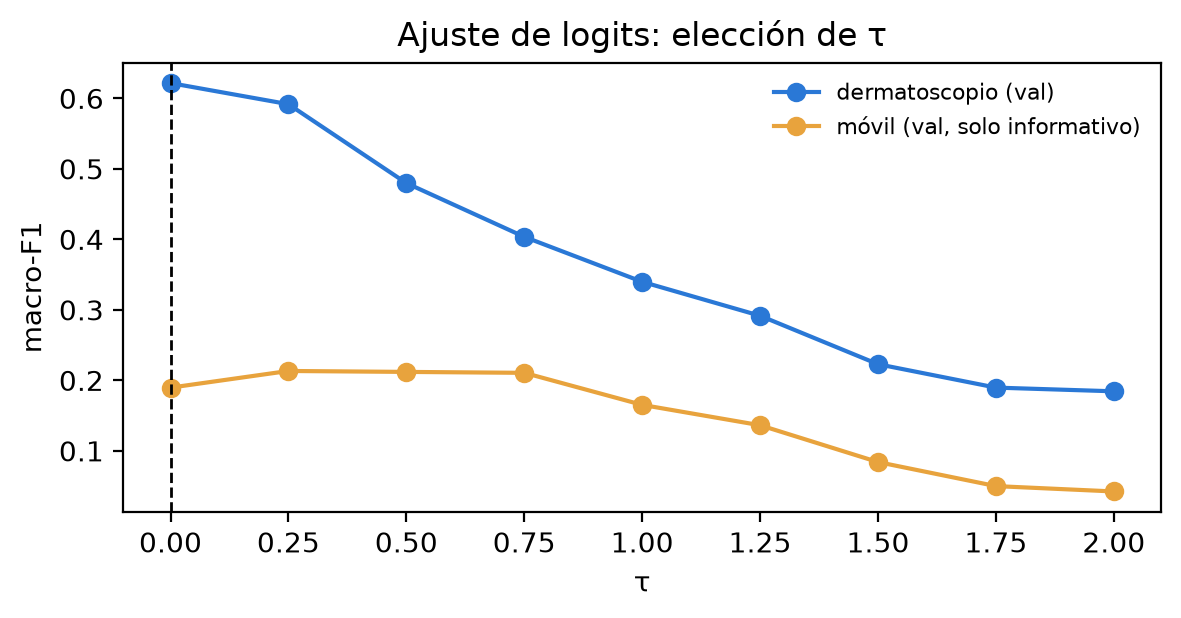 Ajuste de logits: elección de τ
dermatoscopio (val)
móvil (val, solo informativo)
macro-F1
0.6
0.5
0.4
0.3
0.2
0.1
0.00 0.25 0.50 0.75 1.00 1.25 1.50 1.75 2.00
τ